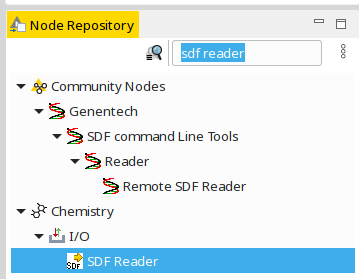 Node Repository
sdf reader
Community Nodes
Genentech
SDF command Line Tools
Reader
Remote SDF Reader
Chemistry
I/O
SDF SDF Reader